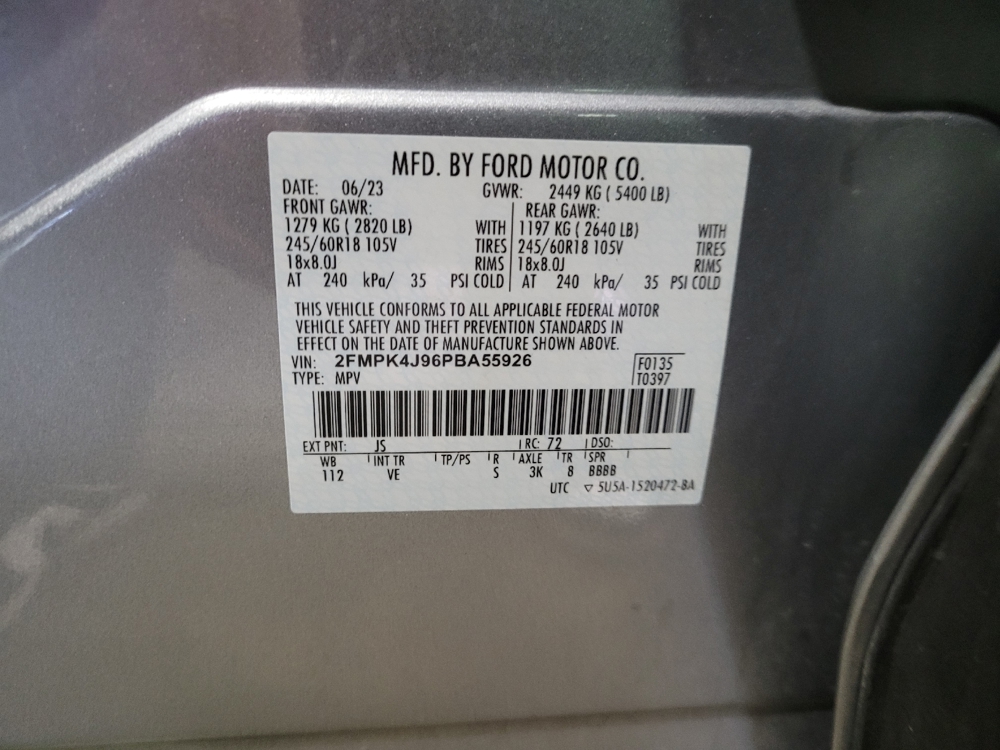 MFD. BY FORD MOTOR CO.
DATE: 06/23 GVWR: 2449 KG ( 5400 LB)
FRONT GAWR: REAR GAWR:
1279 KG ( 2820 LB) WITH 1197 KG ( 2640 LB) WITH
245/60R18 105V TIRES 245/60R18 105V TIRES
18x8.0J RIMS 18x8.0J RIMS
AT 240 kPa/ 35 PSI COLD AT 240 kPa/ 35 PSI COLD
THIS VEHICLE CONFORMS TO ALL APPLICABLE FEDERAL MOTOR
VEHICLE SAFETY AND THEFT PREVENTION STANDARDS IN
EFFECT ON THE DATE OF MANUFACTURE SHOWN ABOVE.
VIN: 2FMPK4J96PBA55926 F0135
TYPE: MPV T0397
EXT PNT: JS RC: 72 DSO:
WB INT TR TP/PS R AXLE TR SPR
112 VE S 3K 8 BBBB
UTC ▽ 5U5A-1520472-BA